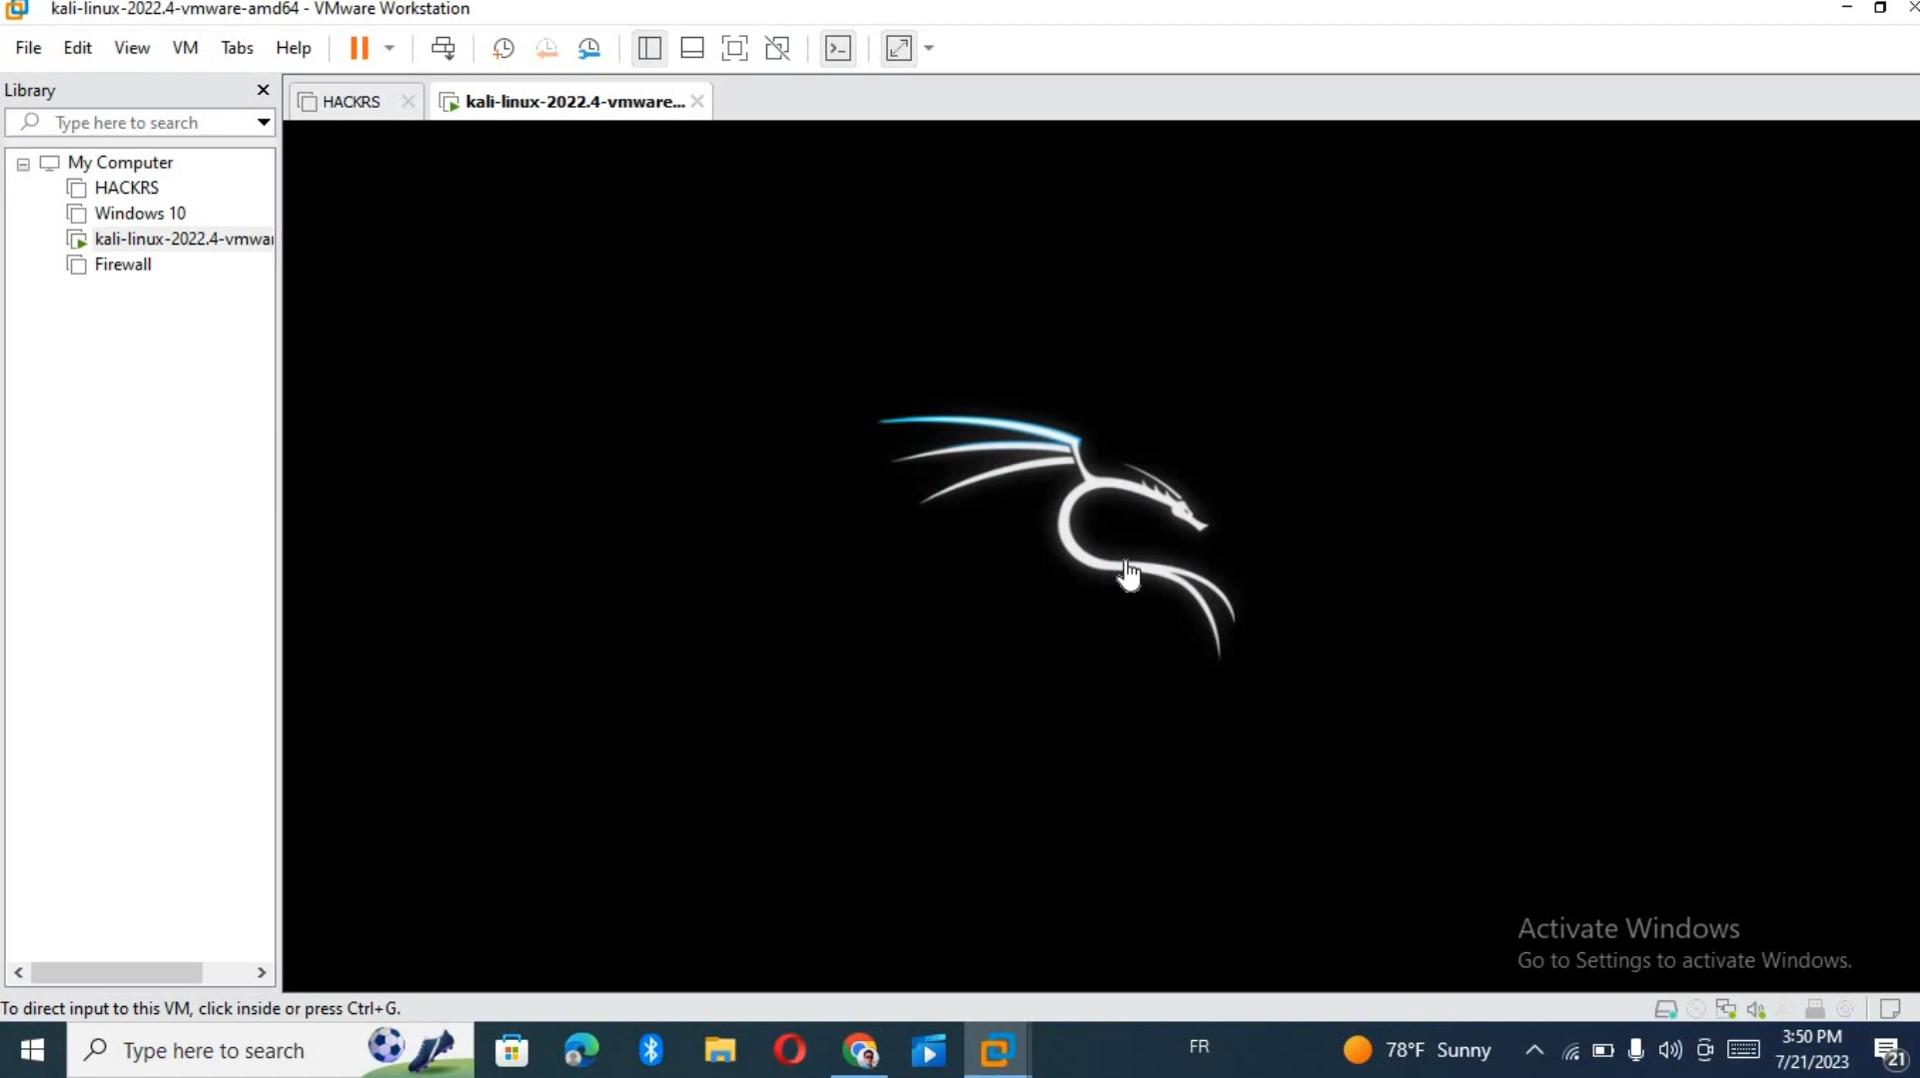 kali-linux-2022.4-vmware-amd64 - VMware Workstation
File Edit View VM Tabs Help
Library
HACKRS
kali-linux-2022.4-vmware...
Type here to search
My Computer
HACKRS
Windows 10
kali-linux-2022.4-vmwar
Firewall
Activate Windows
Go to Settings to activate Windows.
To direct input to this VM, click inside or press Ctrl+G.
Type here to search
FR
78°F Sunny
3:50 PM
7/21/2023
21